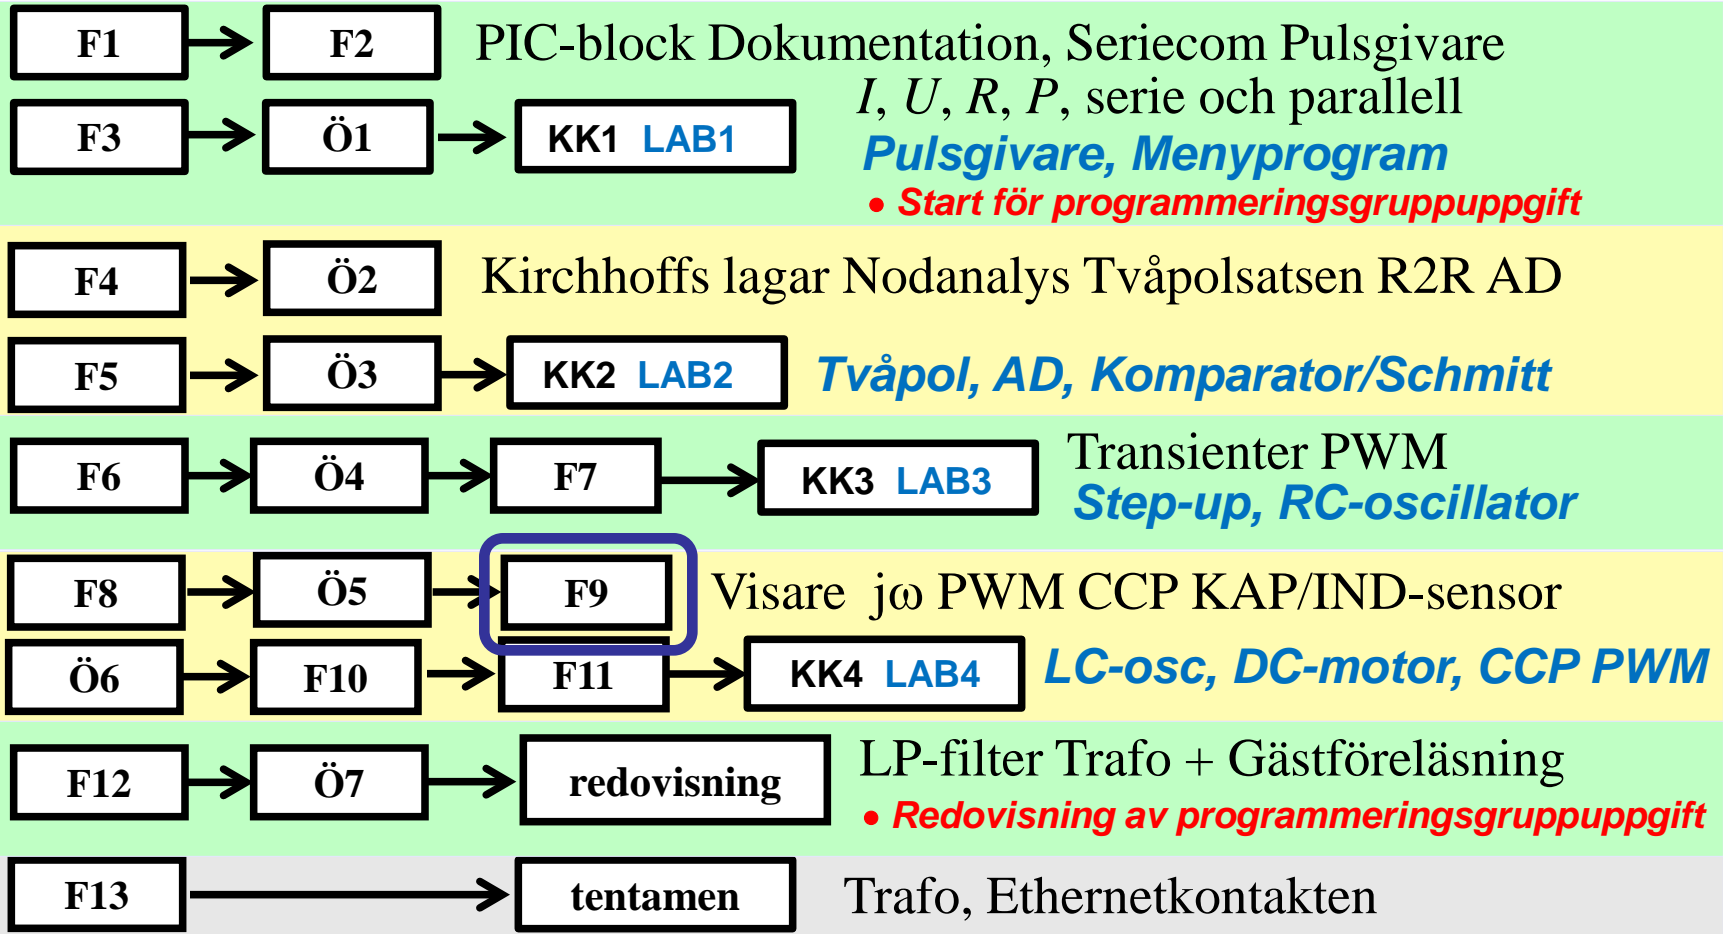 F1 F2 PIC-block Dokumentation, Seriecom Pulsgivare
I, U, R, P, serie och parallell
F3 Ö1 KK1 LAB1 Pulsgivare, Menyprogram
• Start för programmeringsgruppuppgift
F4 Ö2 Kirchhoffs lagar Nodanalys Tvåpolsatsen R2R AD
F5 Ö3 KK2 LAB2 Tvåpol, AD, Komparator/Schmitt
F6 Ö4 F7 KK3 LAB3 Transienter PWM
Step-up, RC-oscillator
F8 Ö5 F9 Visare jω PWM CCP KAP/IND-sensor
Ö6 F10 F11 KK4 LAB4 LC-osc, DC-motor, CCP PWM
F12 Ö7 redovisning LP-filter Trafo + Gästföreläsning
• Redovisning av programmeringsgruppuppgift
F13 tentamen Trafo, Ethernetkontakten